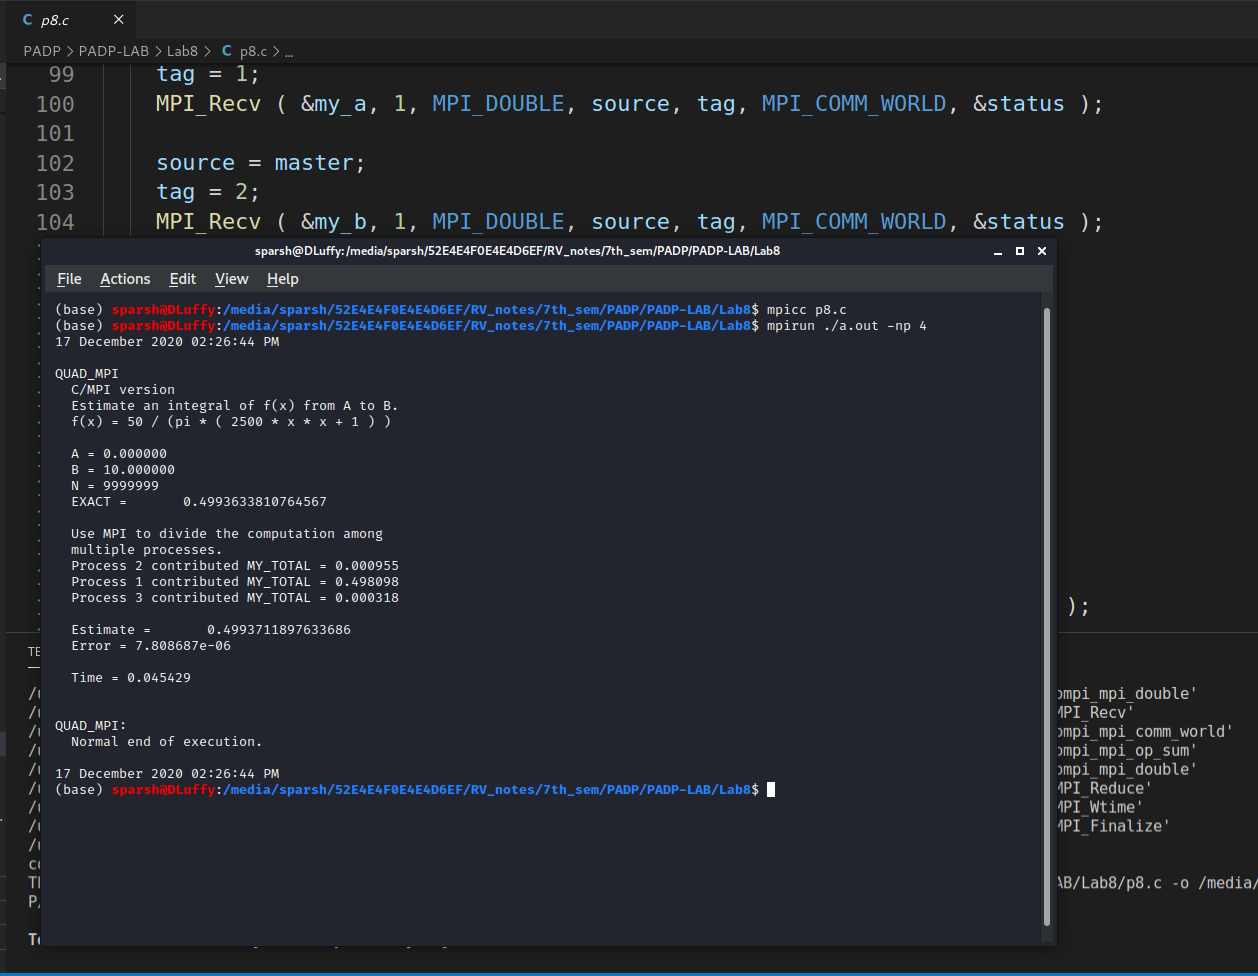 C p8.c ×
PADP > PADP-LAB > Lab8 > C p8.c > ...
99 tag = 1;
100 MPI_Recv ( &my_a, 1, MPI_DOUBLE, source, tag, MPI_COMM_WORLD, &status );
101
102 source = master;
103 tag = 2;
104 MPI_Recv ( &my_b, 1, MPI_DOUBLE, source, tag, MPI_COMM_WORLD, &status );
sparsh@DLuffy:/media/sparsh/52E4E4F0E4E4D6EF/RV_notes/7th_sem/PADP/PADP-LAB/Lab8
File Actions Edit View Help
(base) sparsh@DLuffy:/media/sparsh/52E4E4F0E4E4D6EF/RV_notes/7th_sem/PADP/PADP-LAB/Lab8$ mpicc p8.c
(base) sparsh@DLuffy:/media/sparsh/52E4E4F0E4E4D6EF/RV_notes/7th_sem/PADP/PADP-LAB/Lab8$ mpirun ./a.out -np 4
17 December 2020 02:26:44 PM
QUAD_MPI
C/MPI version
Estimate an integral of f(x) from A to B.
f(x) = 50 / (pi * ( 2500 * x * x + 1 ) )
A = 0.000000
B = 10.000000
N = 9999999
EXACT = 0.4993633810764567
Use MPI to divide the computation among
multiple processes.
Process 2 contributed MY_TOTAL = 0.000955
Process 1 contributed MY_TOTAL = 0.498098
Process 3 contributed MY_TOTAL = 0.000318
Estimate = 0.4993711897633686
Error = 7.808687e-06
Time = 0.045429
QUAD_MPI:
Normal end of execution.
17 December 2020 02:26:44 PM
(base) sparsh@DLuffy:/media/sparsh/52E4E4F0E4E4D6EF/RV_notes/7th_sem/PADP/PADP-LAB/Lab8$
);
TE
/u ompi_mpi_double'
/u MPI_Recv'
/u ompi_mpi_comm_world'
/u ompi_mpi_op_sum'
/u ompi_mpi_double'
/u MPI_Reduce'
/u MPI_Wtime'
/u MPI_Finalize'
/u
co
Th AB/Lab8/p8.c -o /media/
P/
Te